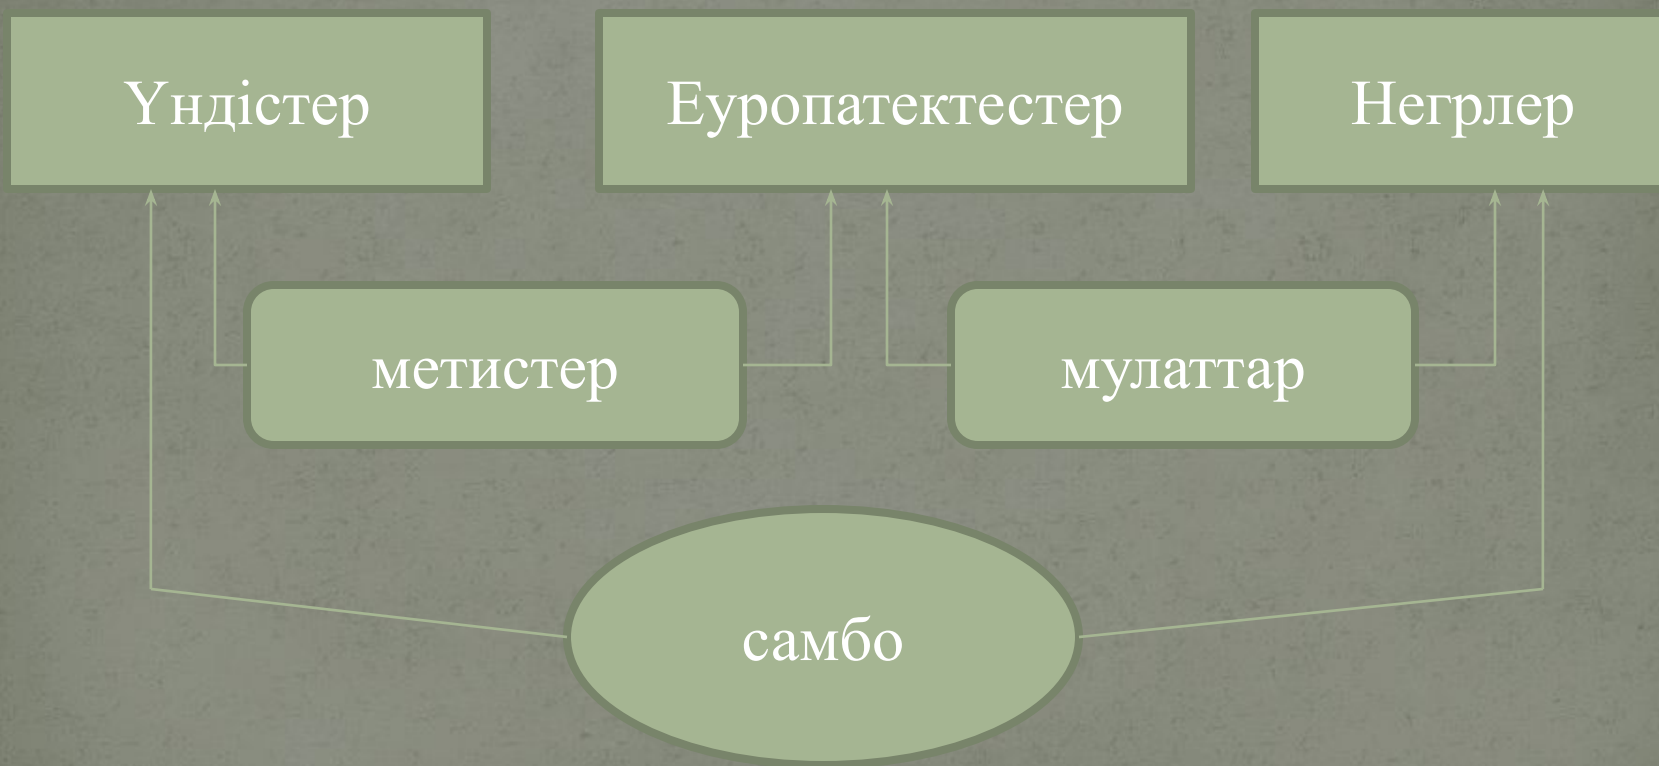 Үндістер
Еуропатектестер
Негрлер
метистер
мулаттар
самбо